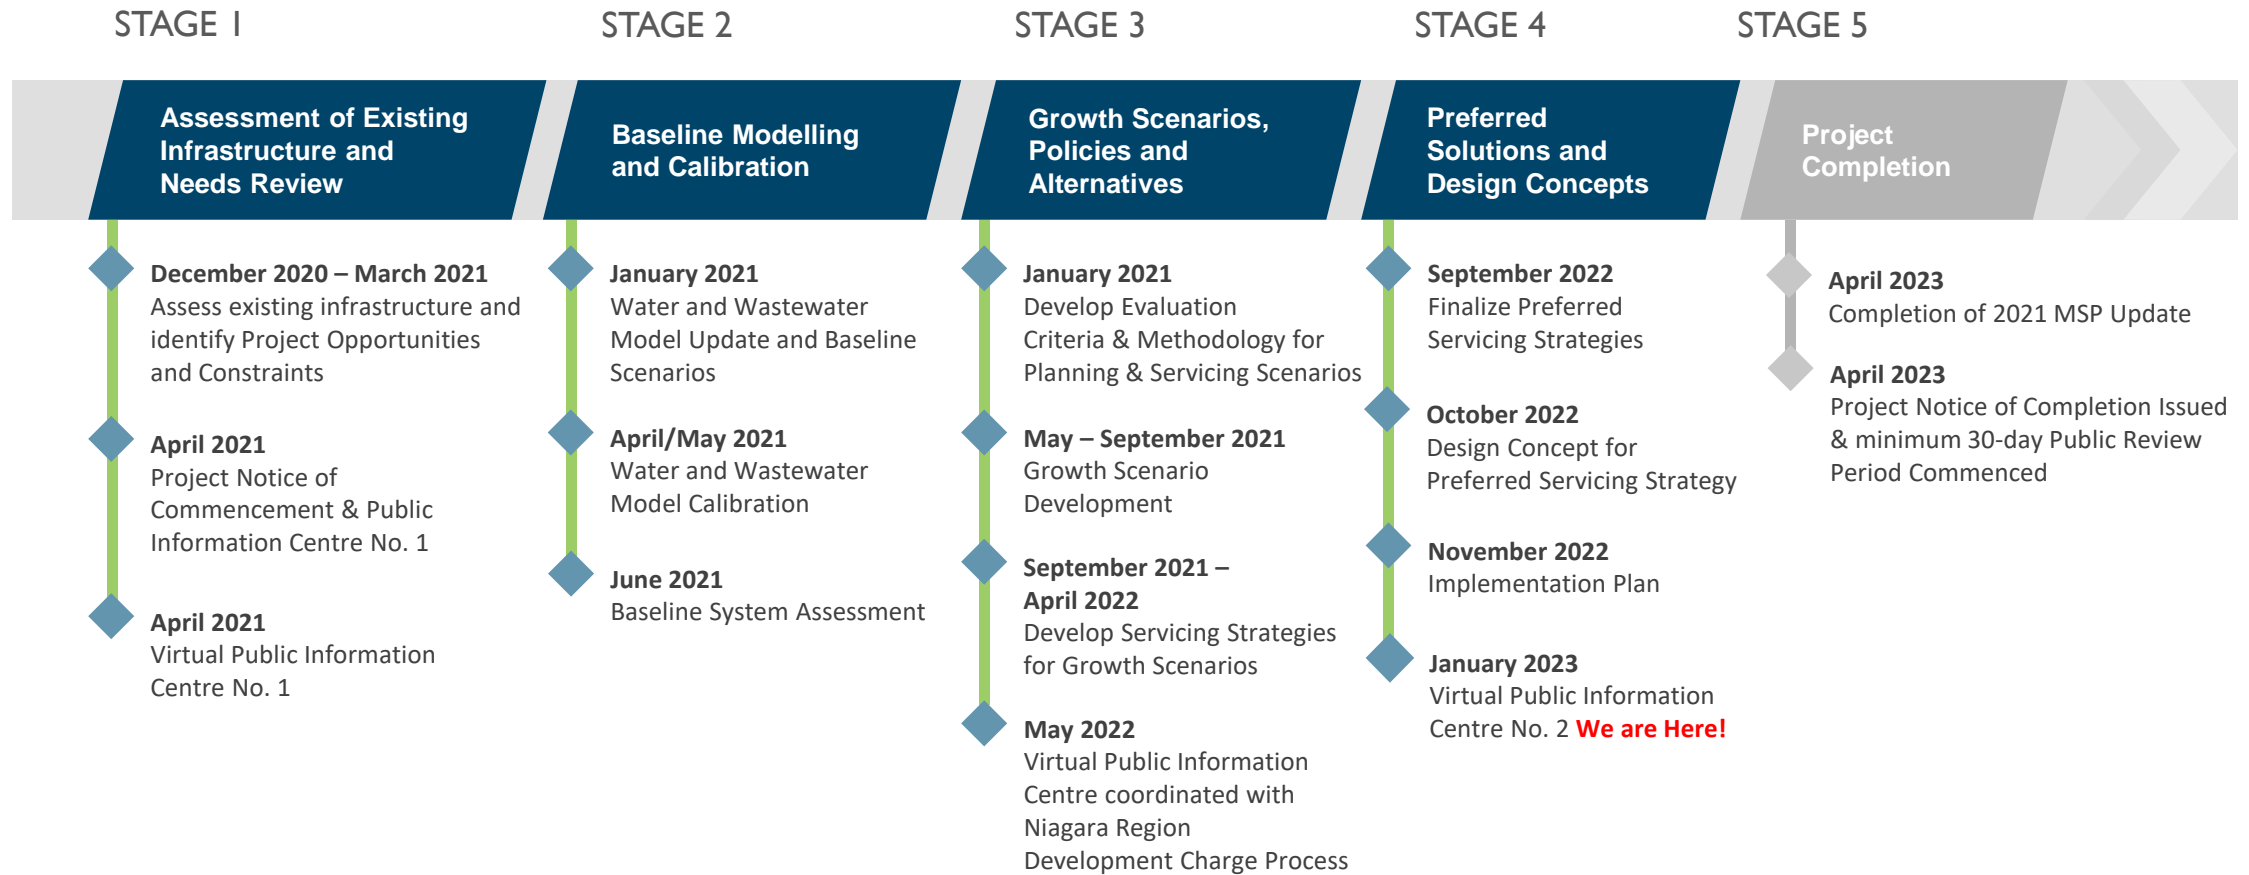 STAGE 1
Assessment of Existing
Infrastructure and
Needs Review
December 2020 – March 2021
Assess existing infrastructure and
identify Project Opportunities
and Constraints
April 2021
Project Notice of
Commencement & Public
Information Centre No. 1
April 2021
Virtual Public Information
Centre No. 1
STAGE 2
Baseline Modelling
and Calibration
January 2021
Water and Wastewater
Model Update and Baseline
Scenarios
April/May 2021
Water and Wastewater
Model Calibration
June 2021
Baseline System Assessment
STAGE 3
Growth Scenarios,
Policies and
Alternatives
January 2021
Develop Evaluation
Criteria & Methodology for
Planning & Servicing Scenarios
May – September 2021
Growth Scenario
Development
September 2021 –
April 2022
Develop Servicing Strategies
for Growth Scenarios
May 2022
Virtual Public Information
Centre coordinated with
Niagara Region
Development Charge Process
STAGE 4
Preferred
Solutions and
Design Concepts
September 2022
Finalize Preferred
Servicing Strategies
October 2022
Design Concept for
Preferred Servicing Strategy
November 2022
Implementation Plan
January 2023
Virtual Public Information
Centre No. 2 We are Here!
STAGE 5
Project
Completion
April 2023
Completion of 2021 MSP Update
April 2023
Project Notice of Completion Issued
& minimum 30-day Public Review
Period Commenced